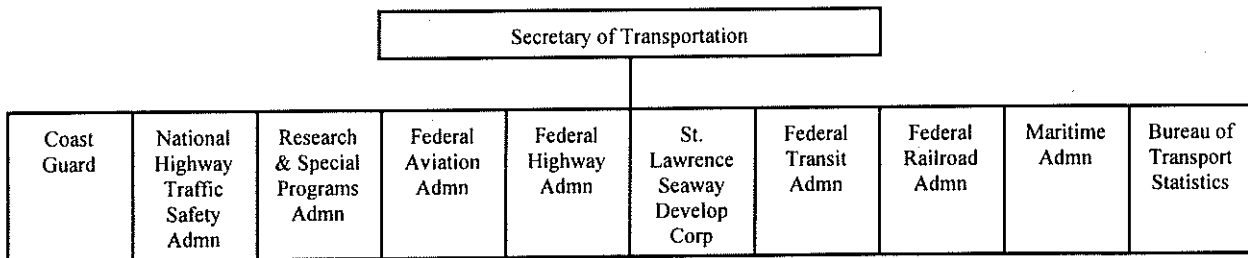 Secretary of Transportation
Coast
Guard
National
Highway
Traffic
Safety
Admn
Research
& Special
Programs
Admn
Federal
Aviation
Admn
Federal
Highway
Admn
St.
Lawrence
Seaway
Develop
Corp
Federal
Transit
Admn
Federal
Railroad
Admn
Maritime
Admn
Bureau of
Transport
Statistics